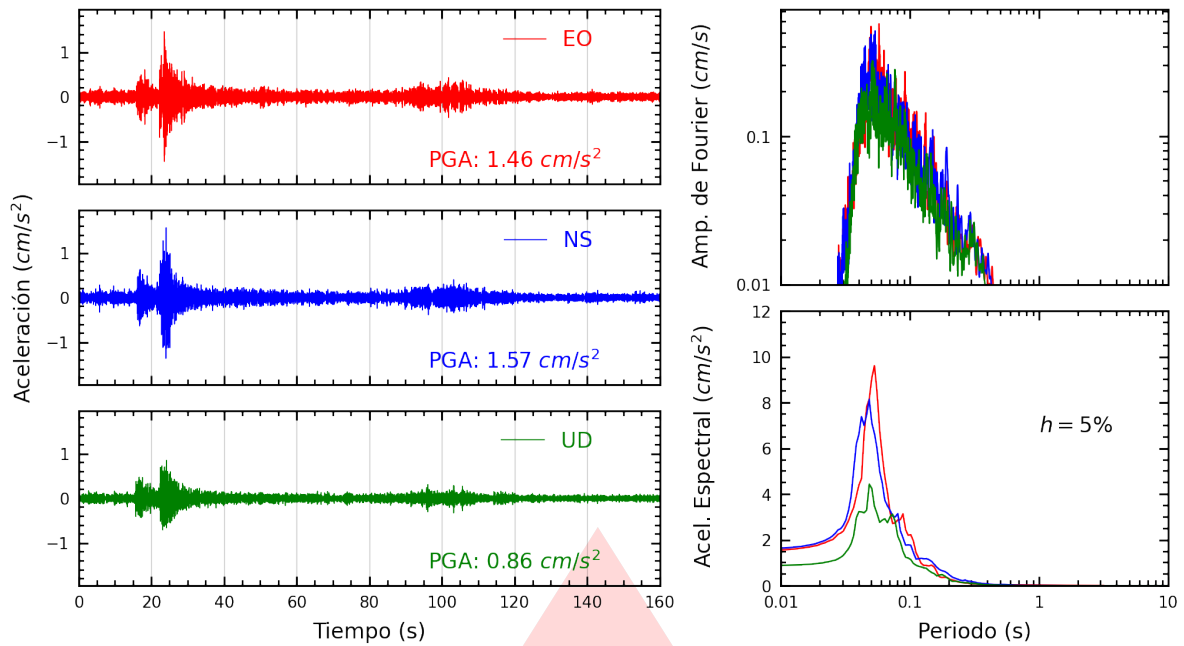 Aceleración (cm/s²)
1
0
−1
EO
PGA: 1.46 cm/s²
1
0
−1
NS
PGA: 1.57 cm/s²
1
0
−1
UD
PGA: 0.86 cm/s²
0 20 40 60 80 100 120 140 160
Tiempo (s)
Amp. de Fourier (cm/s)
0.1
0.01
Acel. Espectral (cm/s²)
12
10
8
6
4
2
0
h = 5%
0.01 0.1 1 10
Periodo (s)